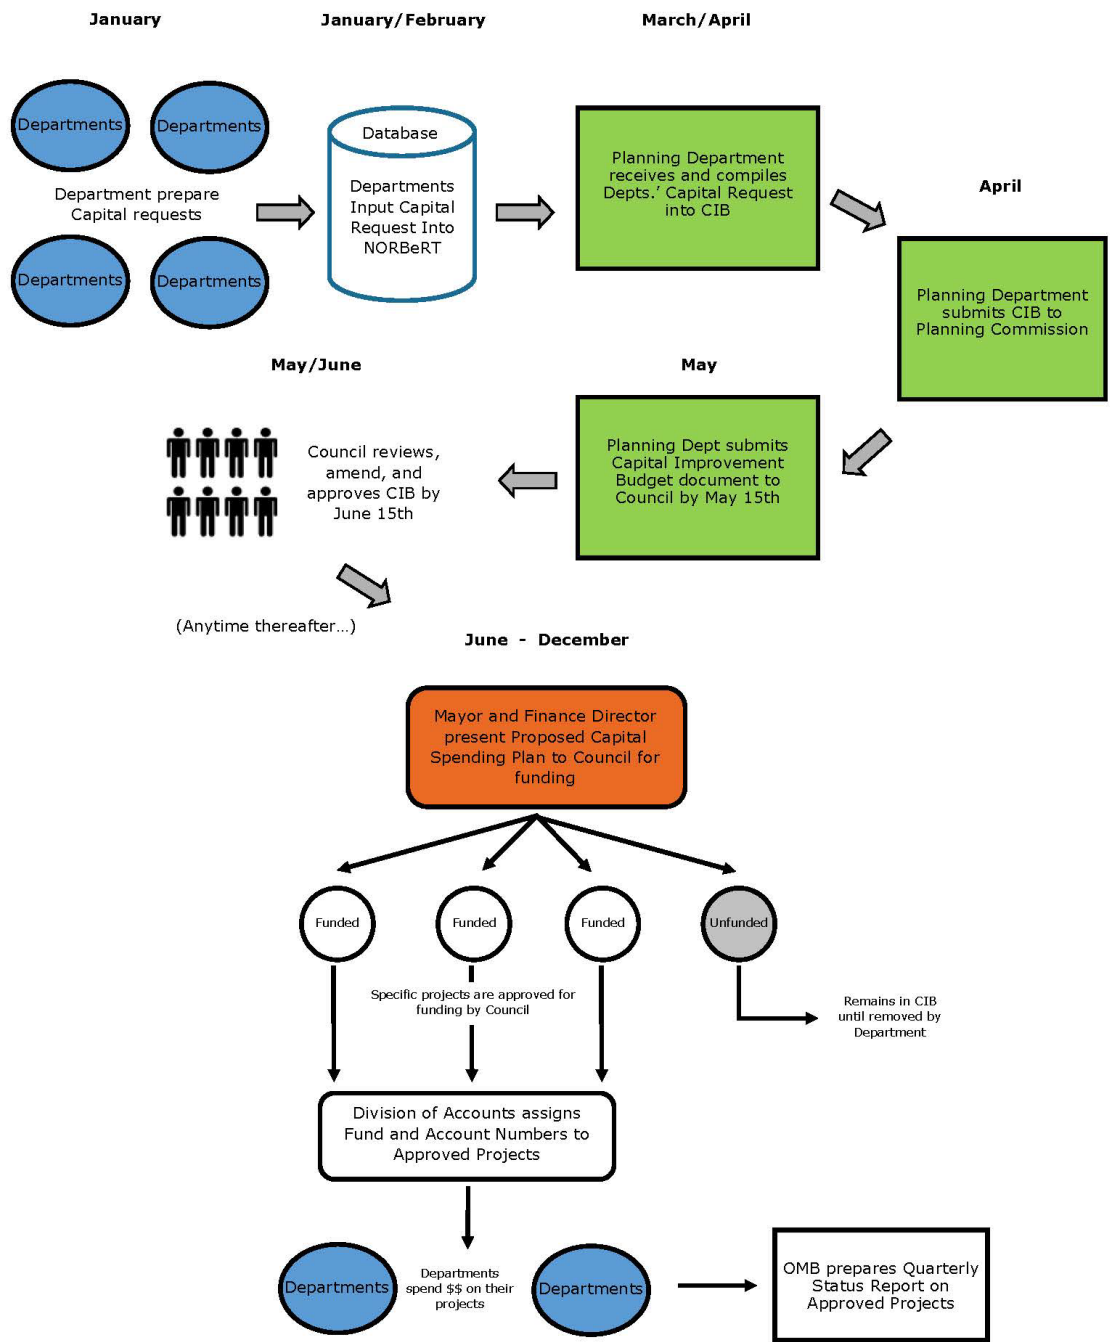 January
January/February
March/April
Departments
Departments
Department prepare
Capital requests
Departments
Departments
Database
Departments
Input Capital
Request Into
NORBeRT
Planning Department
receives and compiles
Depts.’ Capital Request
into CIB
April
Planning Department
submits CIB to
Planning Commission
May/June
May
Council reviews,
amend, and
approves CIB by
June 15th
Planning Dept submits
Capital Improvement
Budget document to
Council by May 15th
(Anytime thereafter…)
June - December
Mayor and Finance Director
present Proposed Capital
Spending Plan to Council for
funding
Funded
Funded
Funded
Unfunded
Specific projects are approved for
funding by Council
Remains in CIB
until removed by
Department
Division of Accounts assigns
Fund and Account Numbers to
Approved Projects
Departments
Departments
spend $$ on their
projects
Departments
OMB prepares Quarterly
Status Report on
Approved Projects